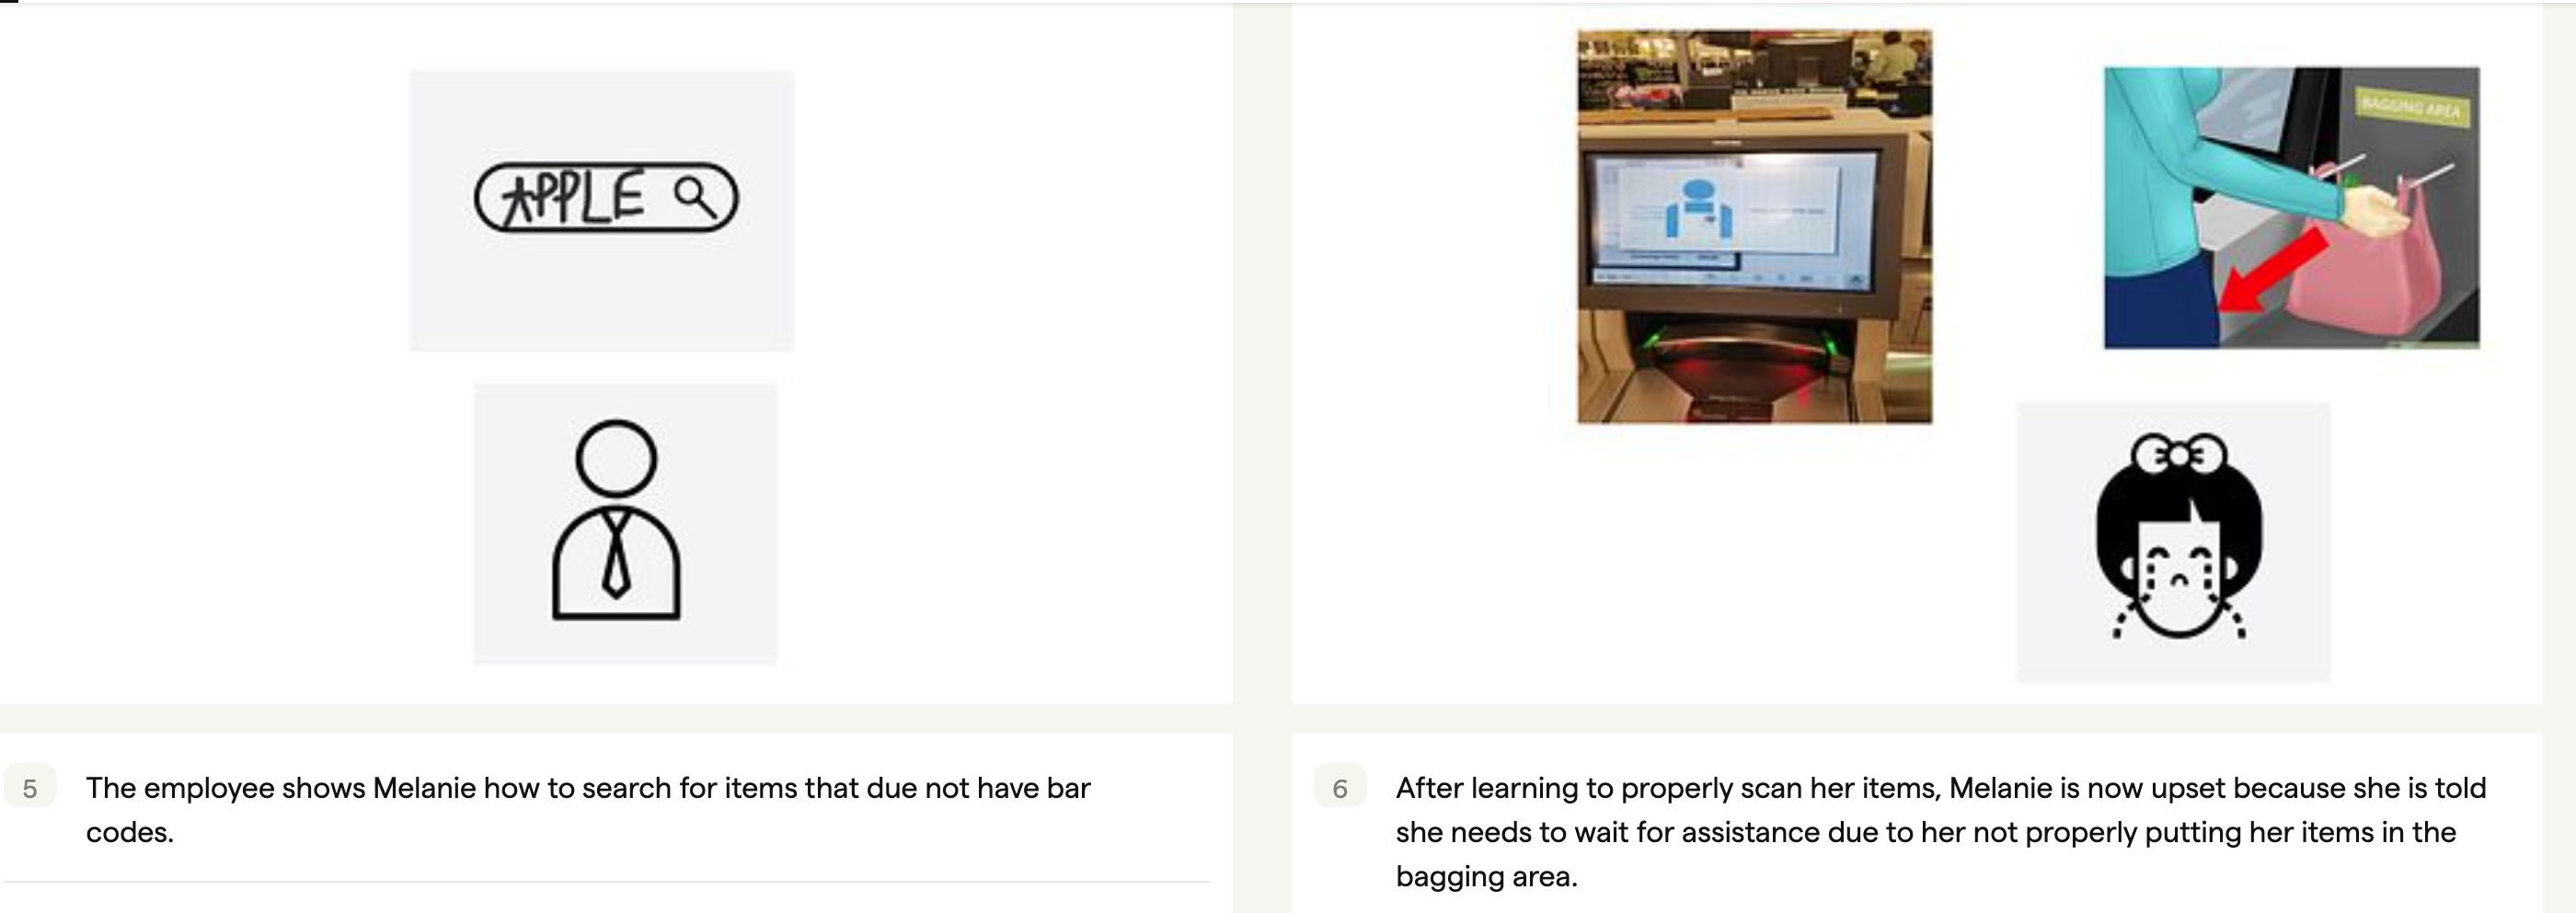 APPLE
BAGGING AREA
5
The employee shows Melanie how to search for items that due not have bar
codes.
6
After learning to properly scan her items, Melanie is now upset because she is told
she needs to wait for assistance due to her not properly putting her items in the
bagging area.